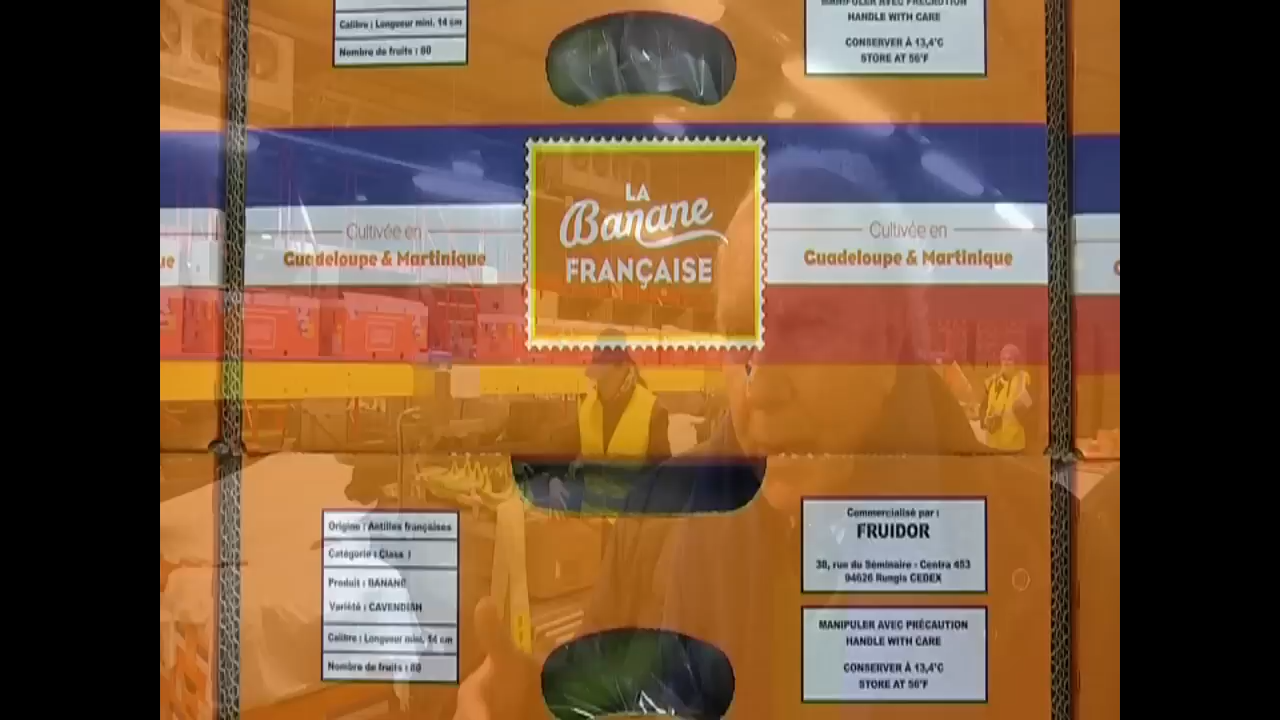 Calibre : Longueur mini. 14 cm
Nombre de fruits : 80
MANIPULER AVEC PRÉCAUTION
HANDLE WITH CARE
CONSERVER À 13,4°C
STORE AT 56°F
LA
Banane
FRANÇAISE
Cultivée en
Guadeloupe & Martinique
Cultivée en
Guadeloupe & Martinique
Origine : Antilles françaises
Catégorie : Class I
Produit : BANANE
Variété : CAVENDISH
Calibre : Longueur mini. 14 cm
Nombre de fruits : 80
Commercialisé par :
FRUIDOR
38, rue du Séminaire - Centra 453
94626 Rungis CEDEX
MANIPULER AVEC PRÉCAUTION
HANDLE WITH CARE
CONSERVER À 13,4°C
STORE AT 56°F